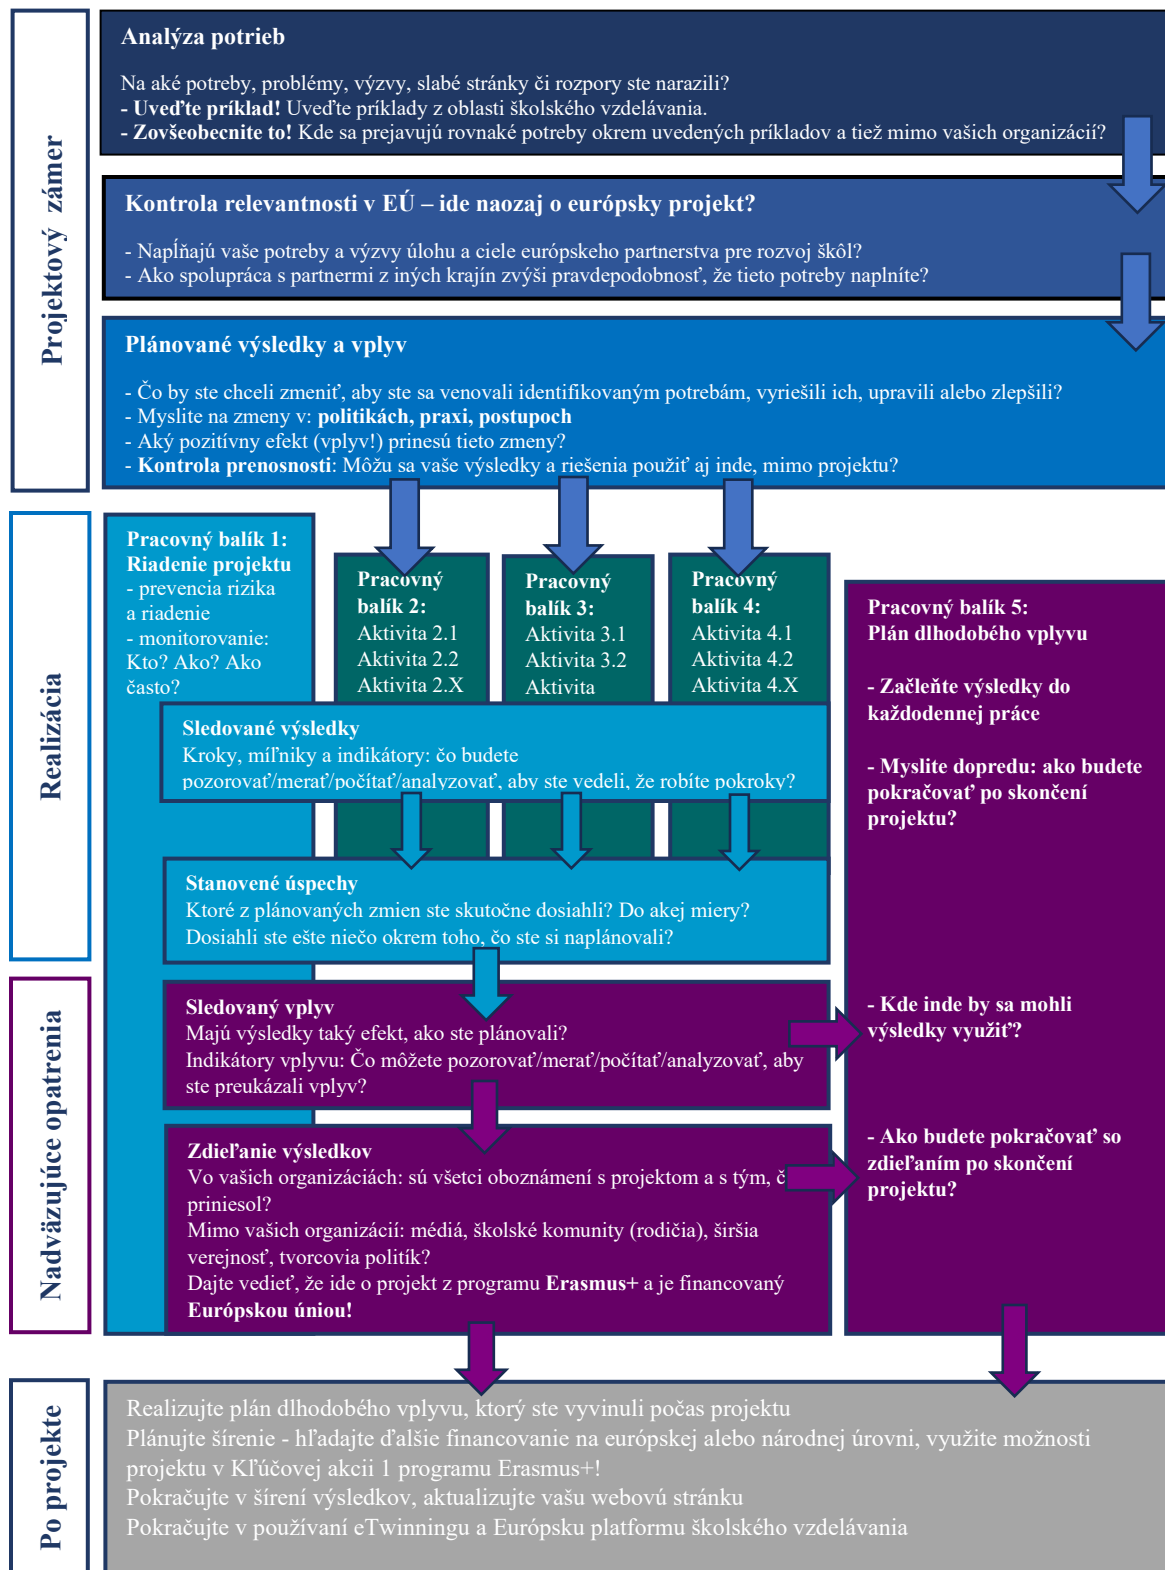 Projektový zámer
Analýza potrieb
Na aké potreby, problémy, výzvy, slabé stránky či rozpory ste narazili?
- Uveďte príklad! Uveďte príklady z oblasti školského vzdelávania.
- Zovšeobecnite to! Kde sa prejavujú rovnaké potreby okrem uvedených príkladov a tiež mimo vašich organizácií?
Kontrola relevantnosti v EÚ – ide naozaj o európsky projekt?
- Napĺňajú vaše potreby a výzvy úlohu a ciele európskeho partnerstva pre rozvoj škôl?
- Ako spolupráca s partnermi z iných krajín zvýši pravdepodobnosť, že tieto potreby naplníte?
Plánované výsledky a vplyv
- Čo by ste chceli zmeniť, aby ste sa venovali identifikovaným potrebám, vyriešili ich, upravili alebo zlepšili?
- Myslite na zmeny v: politikách, praxi, postupoch
- Aký pozitívny efekt (vplyv!) prinesú tieto zmeny?
- Kontrola prenosnosti: Môžu sa vaše výsledky a riešenia použiť aj inde, mimo projektu?
Realizácia
Pracovný balík 1:
Riadenie projektu
- prevencia rizika
a riadenie
- monitorovanie:
Kto? Ako? Ako
často?
Pracovný
balík 2:
Aktivita 2.1
Aktivita 2.2
Aktivita 2.X
Pracovný
balík 3:
Aktivita 3.1
Aktivita 3.2
Aktivita
Pracovný
balík 4:
Aktivita 4.1
Aktivita 4.2
Aktivita 4.X
Sledované výsledky
Kroky, míľniky a indikátory: čo budete
pozorovať/merať/počítať/analyzovať, aby ste vedeli, že robíte pokroky?
Stanovené úspechy
Ktoré z plánovaných zmien ste skutočne dosiahli? Do akej miery?
Dosiahli ste ešte niečo okrem toho, čo ste si naplánovali?
Pracovný balík 5:
Plán dlhodobého vplyvu
- Začleňte výsledky do
každodennej práce
- Myslite dopredu: ako budete
pokračovať po skončení
projektu?
- Kde inde by sa mohli
výsledky využiť?
- Ako budete pokračovať so
zdieľaním po skončení
projektu?
Nadväzujúce opatrenia
Sledovaný vplyv
Majú výsledky taký efekt, ako ste plánovali?
Indikátory vplyvu: Čo môžete pozorovať/merať/počítať/analyzovať, aby
ste preukázali vplyv?
Zdieľanie výsledkov
Vo vašich organizáciách: sú všetci oboznámení s projektom a s tým, č
priniesol?
Mimo vašich organizácií: médiá, školské komunity (rodičia), širšia
verejnosť, tvorcovia politík?
Dajte vedieť, že ide o projekt z programu Erasmus+ a je financovaný
Európskou úniou!
Po projekte
Realizujte plán dlhodobého vplyvu, ktorý ste vyvinuli počas projektu
Plánujte šírenie - hľadajte ďalšie financovanie na európskej alebo národnej úrovni, využite možnosti
projektu v Kľúčovej akcii 1 programu Erasmus+!
Pokračujte v šírení výsledkov, aktualizujte vašu webovú stránku
Pokračujte v používaní eTwinningu a Európsku platformu školského vzdelávania